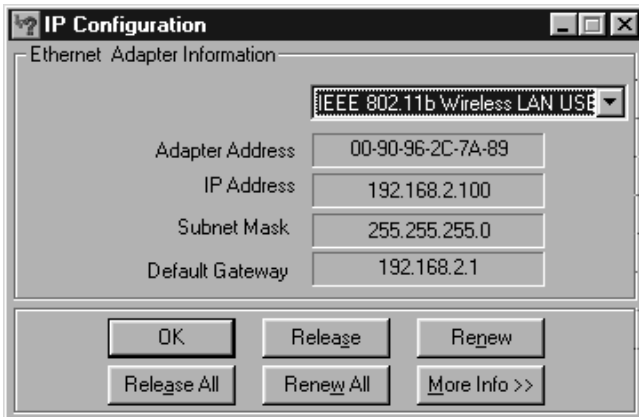 IP Configuration
Ethernet Adapter Information
IEEE 802.11b Wireless LAN USB
Adapter Address 00-90-96-2C-7A-89
IP Address 192.168.2.100
Subnet Mask 255.255.255.0
Default Gateway 192.168.2.1
OK Release Renew
Release All Renew All More Info >>